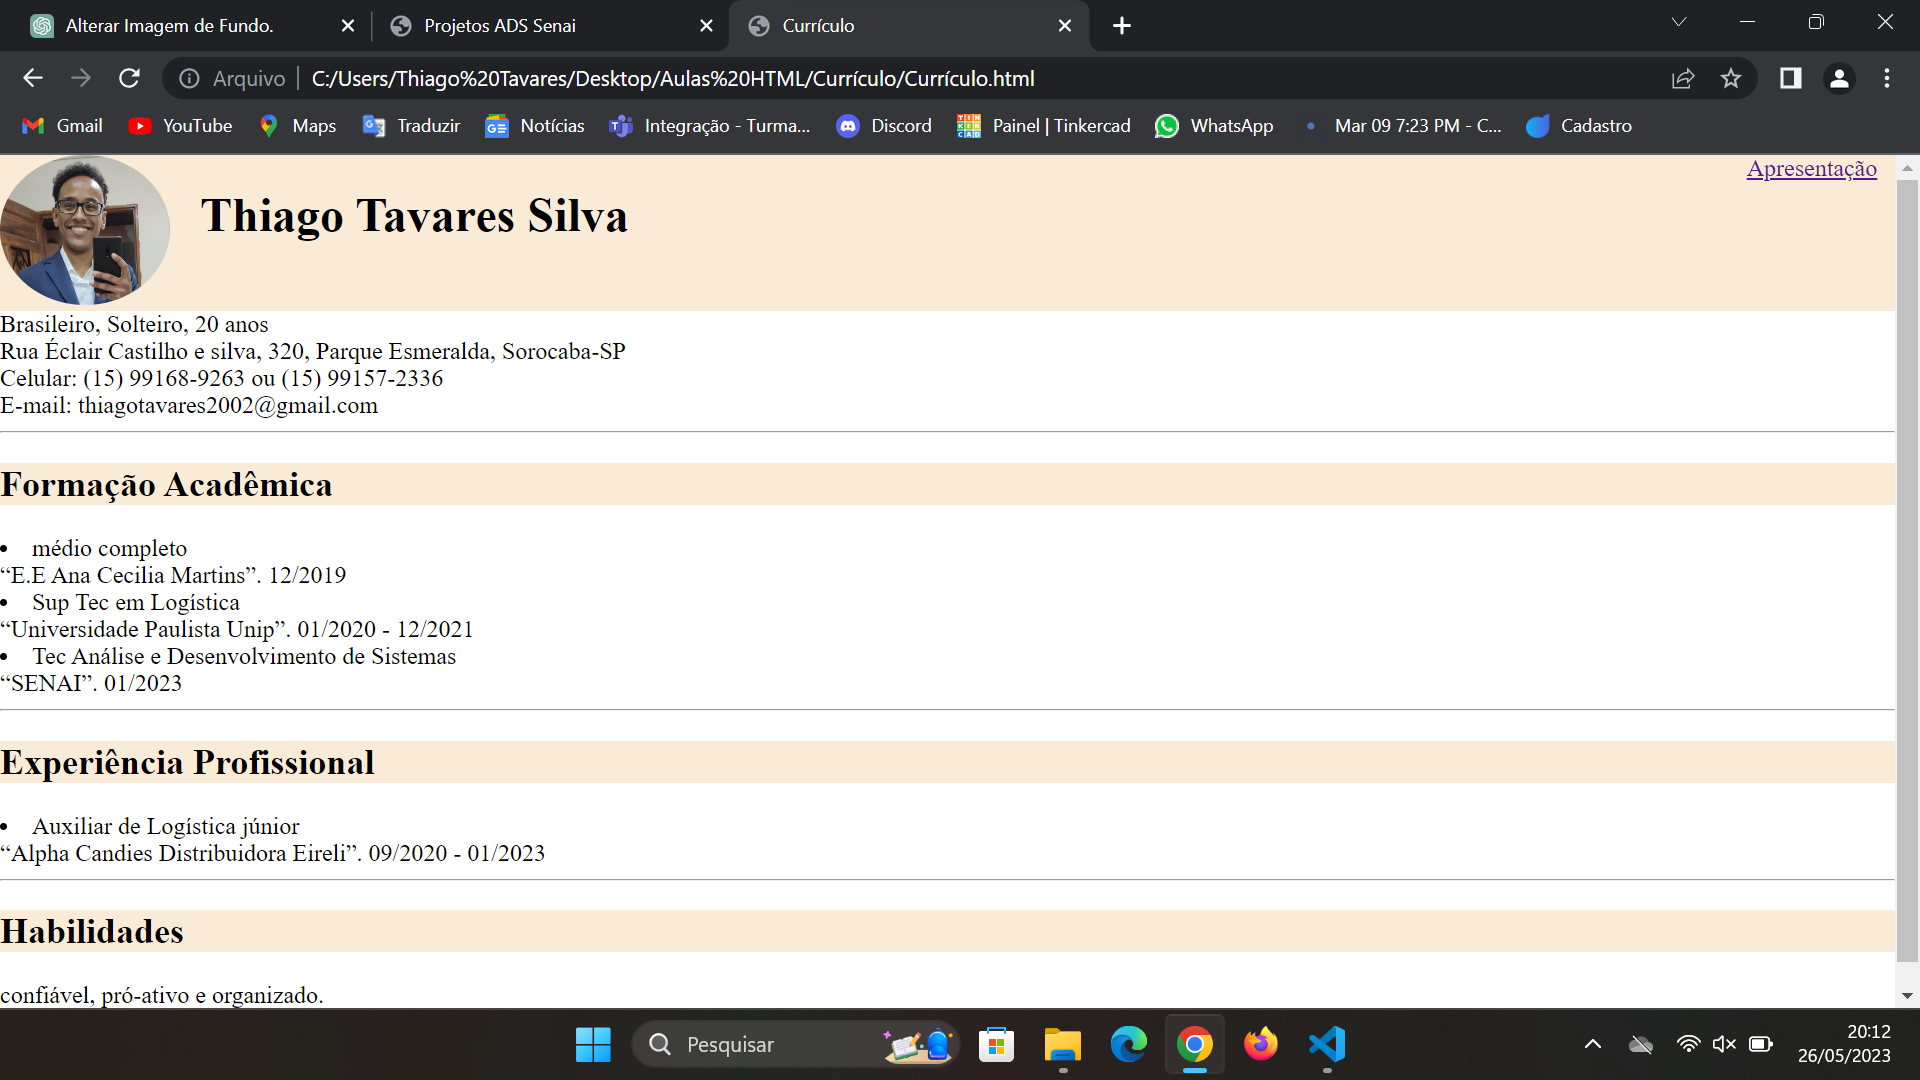 Alterar Imagem de Fundo.
Projetos ADS Senai
Currículo
Arquivo
C:/Users/Thiago%20Tavares/Desktop/Aulas%20HTML/Currículo/Currículo.html
Gmail
YouTube
Maps
Traduzir
Notícias
Integração - Turma...
Discord
Painel | Tinkercad
WhatsApp
Mar 09 7:23 PM - C...
Cadastro
Apresentação
Thiago Tavares Silva
Brasileiro, Solteiro, 20 anos
Rua Éclair Castilho e silva, 320, Parque Esmeralda, Sorocaba-SP
Celular: (15) 99168-9263 ou (15) 99157-2336
E-mail: thiagotavares2002@gmail.com
Formação Acadêmica
• médio completo
“E.E Ana Cecilia Martins”. 12/2019
• Sup Tec em Logística
“Universidade Paulista Unip”. 01/2020 - 12/2021
• Tec Análise e Desenvolvimento de Sistemas
“SENAI”. 01/2023
Experiência Profissional
• Auxiliar de Logística júnior
“Alpha Candies Distribuidora Eireli”. 09/2020 - 01/2023
Habilidades
confiável, pró-ativo e organizado.
Pesquisar
20:12
26/05/2023